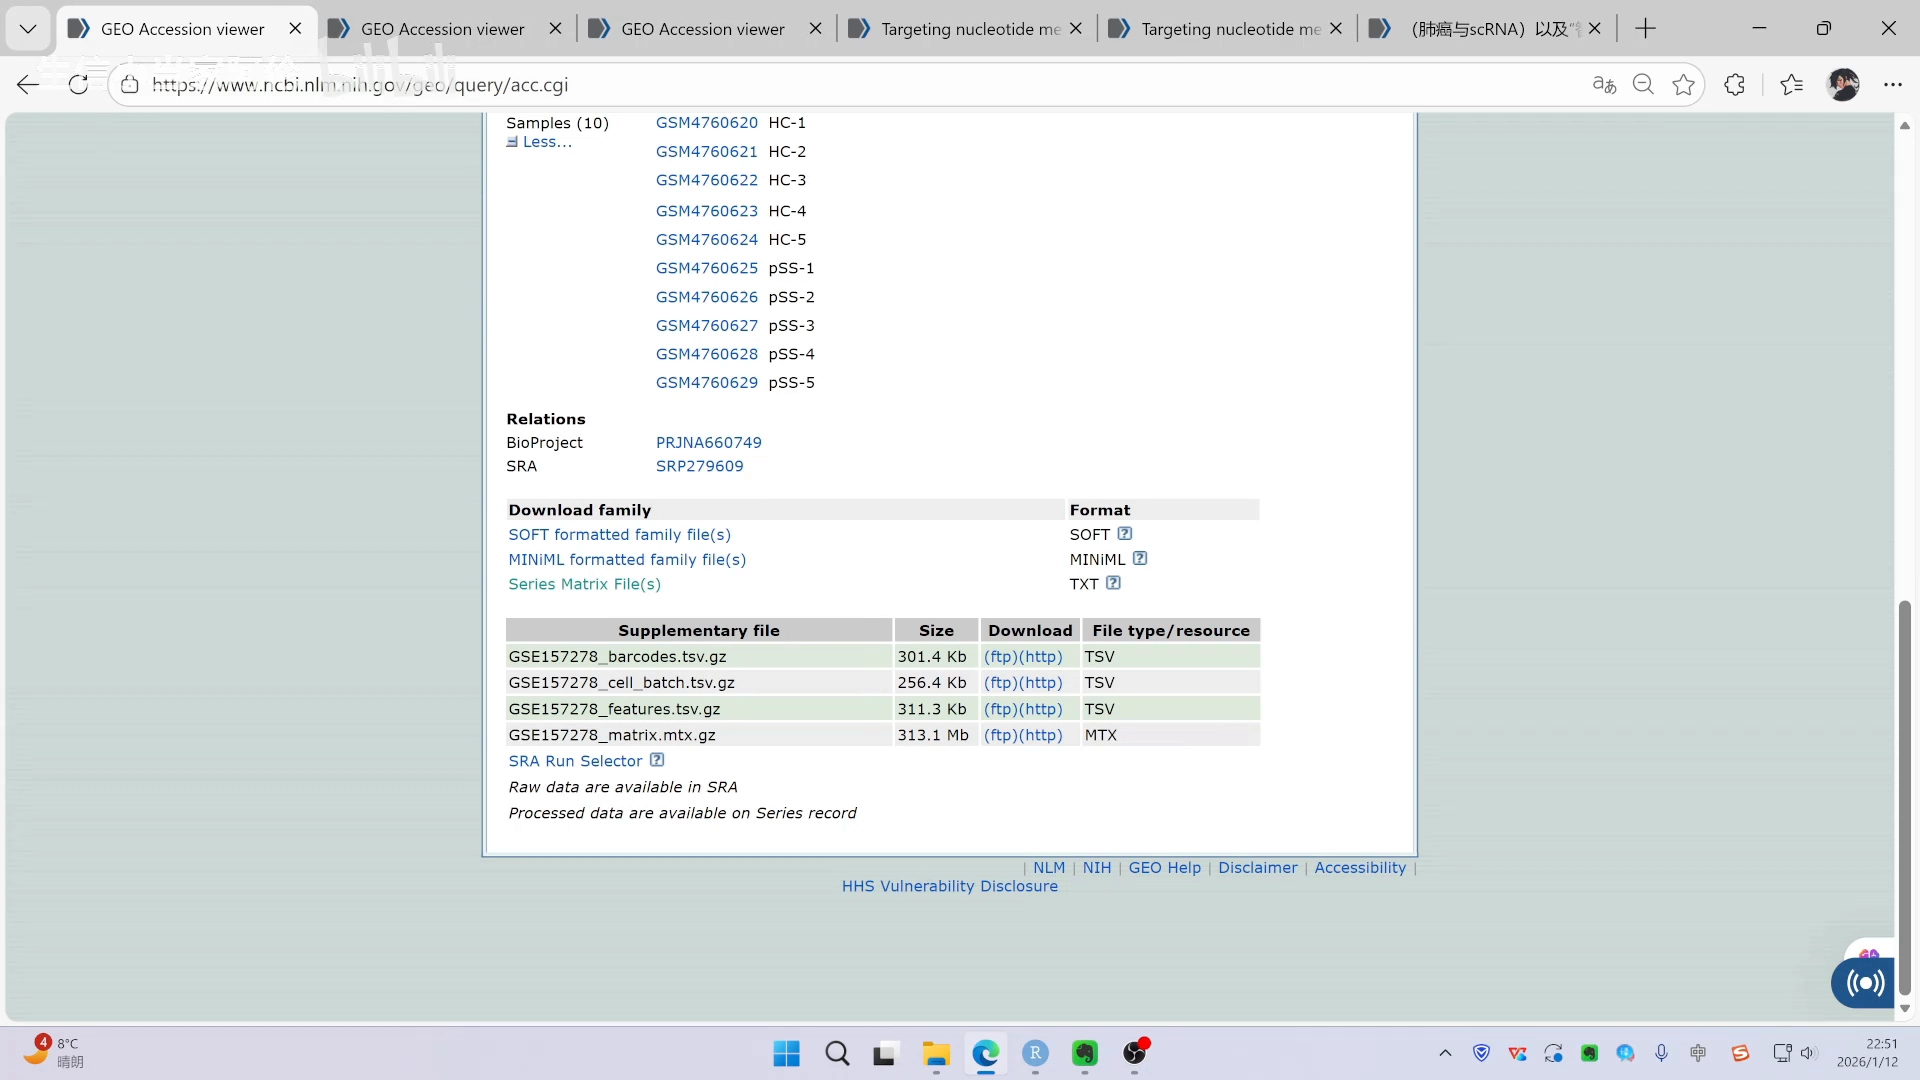 GEO Accession viewer
GEO Accession viewer
GEO Accession viewer
Targeting nucleotide me
Targeting nucleotide me
（肺癌与scRNA）以及“
https://www.ncbi.nlm.nih.gov/geo/query/acc.cgi
Samples (10)
Less...
GSM4760620 HC-1
GSM4760621 HC-2
GSM4760622 HC-3
GSM4760623 HC-4
GSM4760624 HC-5
GSM4760625 pSS-1
GSM4760626 pSS-2
GSM4760627 pSS-3
GSM4760628 pSS-4
GSM4760629 pSS-5
Relations
BioProject PRJNA660749
SRA SRP279609
Download family Format
SOFT formatted family file(s) SOFT ?
MINiML formatted family file(s) MINiML ?
Series Matrix File(s) TXT ?
Supplementary file Size Download File type/resource
GSE157278_barcodes.tsv.gz 301.4 Kb (ftp)(http) TSV
GSE157278_cell_batch.tsv.gz 256.4 Kb (ftp)(http) TSV
GSE157278_features.tsv.gz 311.3 Kb (ftp)(http) TSV
GSE157278_matrix.mtx.gz 313.1 Mb (ftp)(http) MTX
SRA Run Selector ?
Raw data are available in SRA
Processed data are available on Series record
| NLM | NIH | GEO Help | Disclaimer | Accessibility |
HHS Vulnerability Disclosure
4
8°C
晴朗
R
中
22:51
2026/1/12